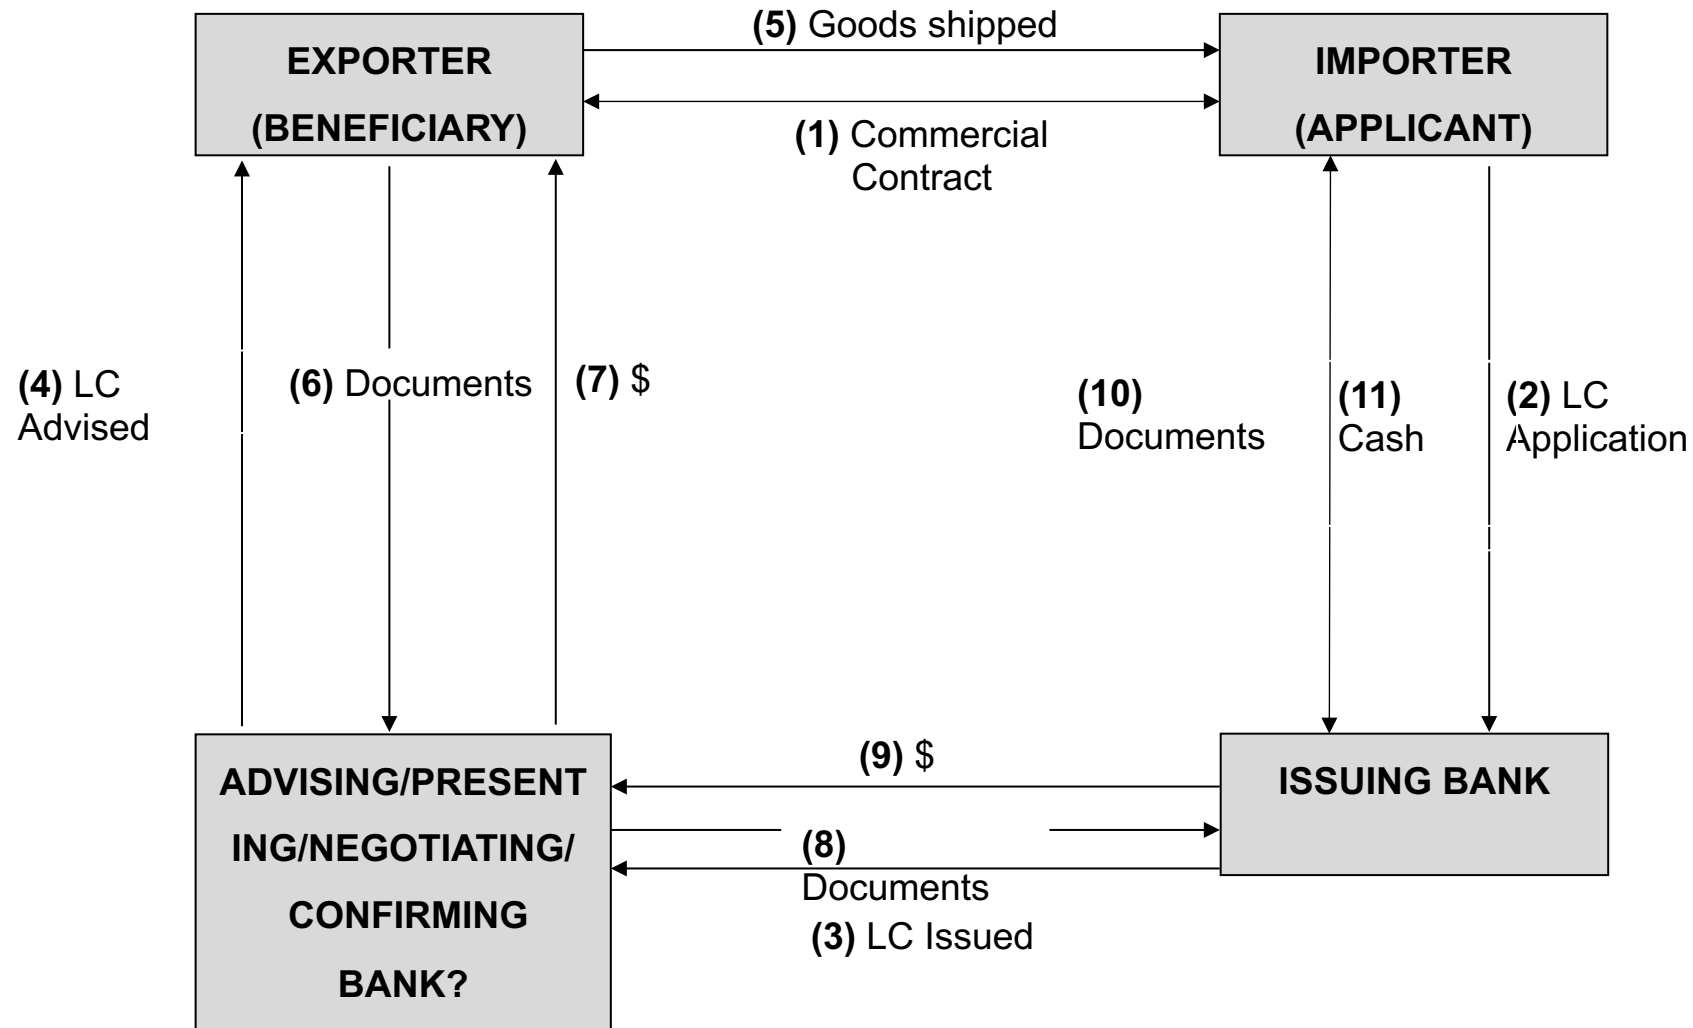 (5) Goods shipped
EXPORTER
(BENEFICIARY)
IMPORTER
(APPLICANT)
(1) Commercial
Contract
(4) LC
Advised
(6) Documents
(7) $
(10)
Documents
(11)
Cash
(2) LC
Application
(9) $
ADVISING/PRESENT
ING/NEGOTIATING/
CONFIRMING
BANK?
ISSUING BANK
(8)
Documents
(3) LC Issued